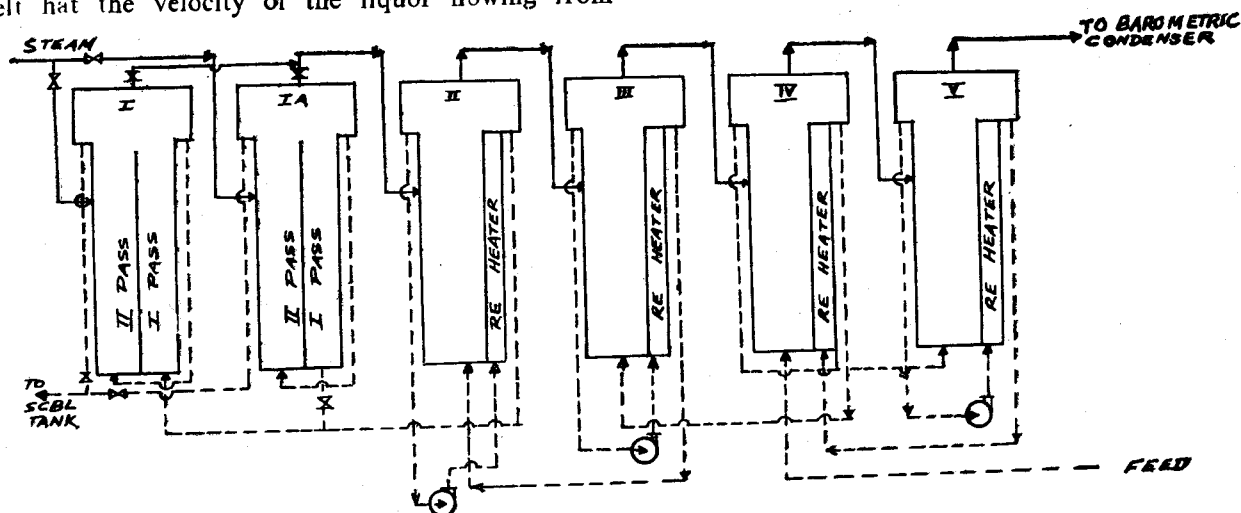 elt hat the velocity of the liquor flowing from
STEAM
TO BAROMETRIC
CONDENSER
I
IA
II
III
IV
V
II PASS
I PASS
II PASS
I PASS
RE HEATER
RE HEATER
RE HEATER
RE HEATER
TO
SCBL
TANK
FEED